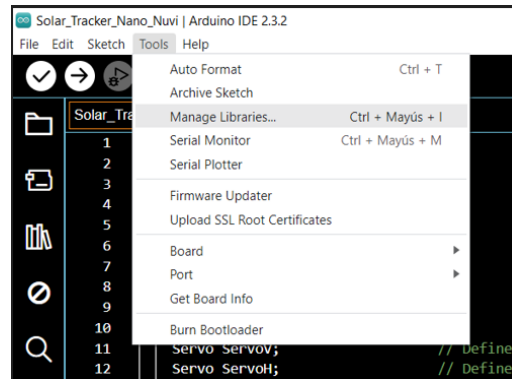 Solar_Tracker_Nano_Nuvi | Arduino IDE 2.3.2
File Edit Sketch Tools Help
Auto Format Ctrl + T
Archive Sketch
Solar_Tra
Manage Libraries... Ctrl + Mayús + I
1
Serial Monitor Ctrl + Mayús + M
2
Serial Plotter
3
Firmware Updater
4
Upload SSL Root Certificates
5
6
Board
7
Port
8
Get Board Info
9
10
Burn Bootloader
11 Servo ServoV; // Define
12 Servo ServoH; // Define